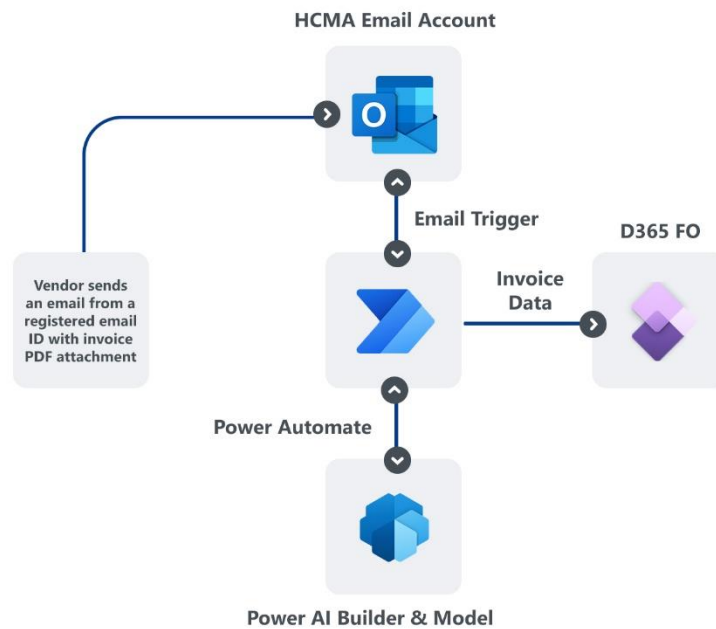 HCMA Email Account
O
Email Trigger
D365 FO
Vendor sends
an email from a
registered email
ID with invoice
PDF attachment
Invoice
Data
Power Automate
Power AI Builder & Model